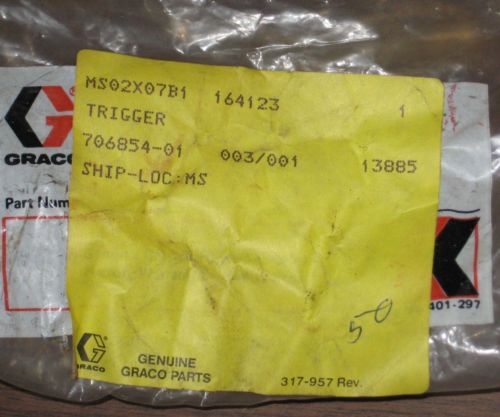 MS02X07B1 164123 1
TRIGGER
706854-01 003/001 13885
SHIP-LOC:MS
GRACO
Part Num
401-297
50
GRACO
GENUINE
GRACO PARTS
317-957 Rev.